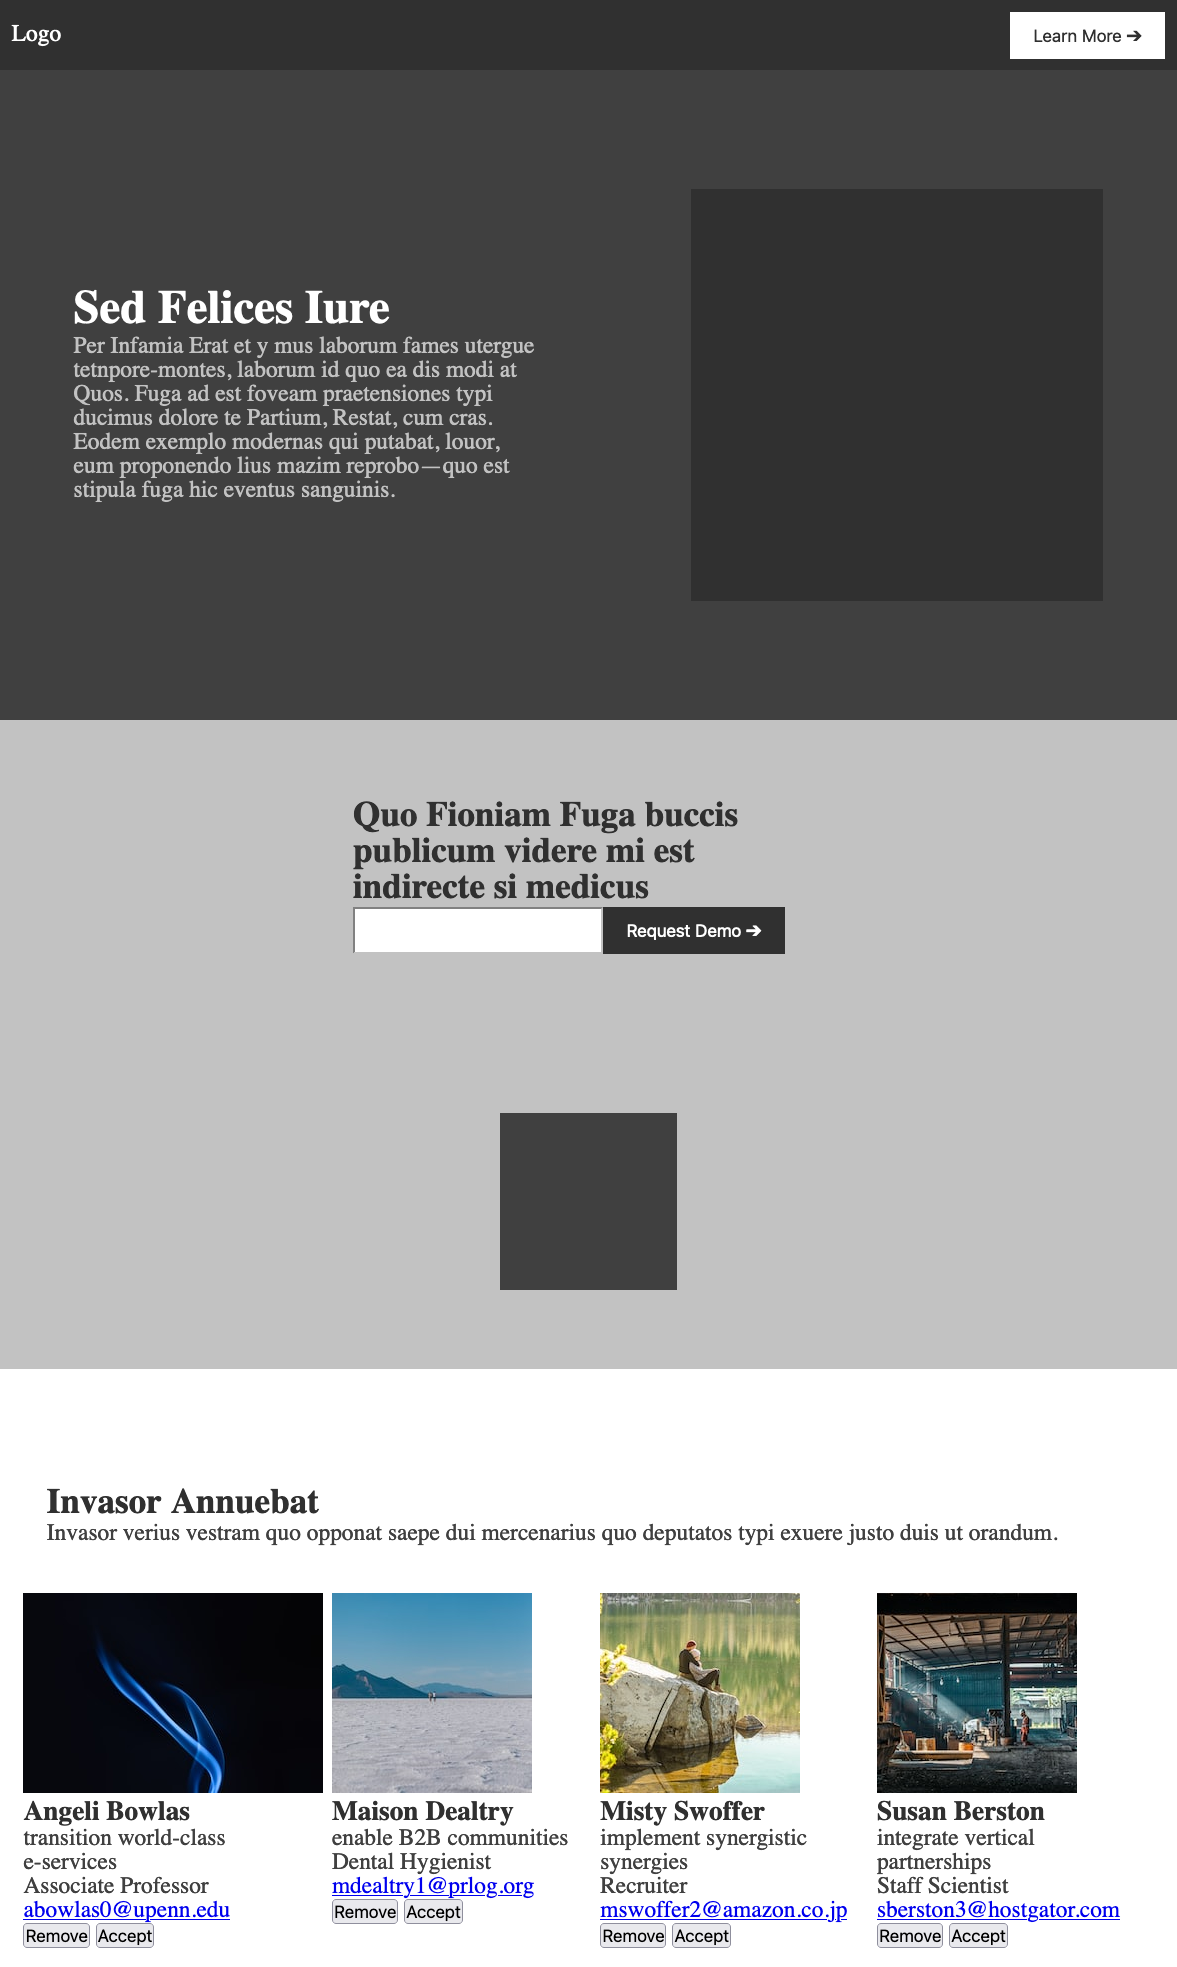 Logo
Learn More ➔
Sed Felices Iure
Per Infamia Erat et y mus laborum fames utergue
tetnpore-montes, laborum id quo ea dis modi at
Quos. Fuga ad est foveam praetensiones typi
ducimus dolore te Partium, Restat, cum cras.
Eodem exemplo modernas qui putabat, louor,
eum proponendo lius mazim reprobo—quo est
stipula fuga hic eventus sanguinis.
Quo Fioniam Fuga buccis
publicum videre mi est
indirecte si medicus
Request Demo ➔
Invasor Annuebat
Invasor verius vestram quo opponat saepe dui mercenarius quo deputatos typi exuere justo duis ut orandum.
Angeli Bowlas
transition world-class
e-services
Associate Professor
abowlas0@upenn.edu
Remove Accept
Maison Dealtry
enable B2B communities
Dental Hygienist
mdealtry1@prlog.org
Remove Accept
Misty Swoffer
implement synergistic
synergies
Recruiter
mswoffer2@amazon.co.jp
Remove Accept
Susan Berston
integrate vertical
partnerships
Staff Scientist
sberston3@hostgator.com
Remove Accept